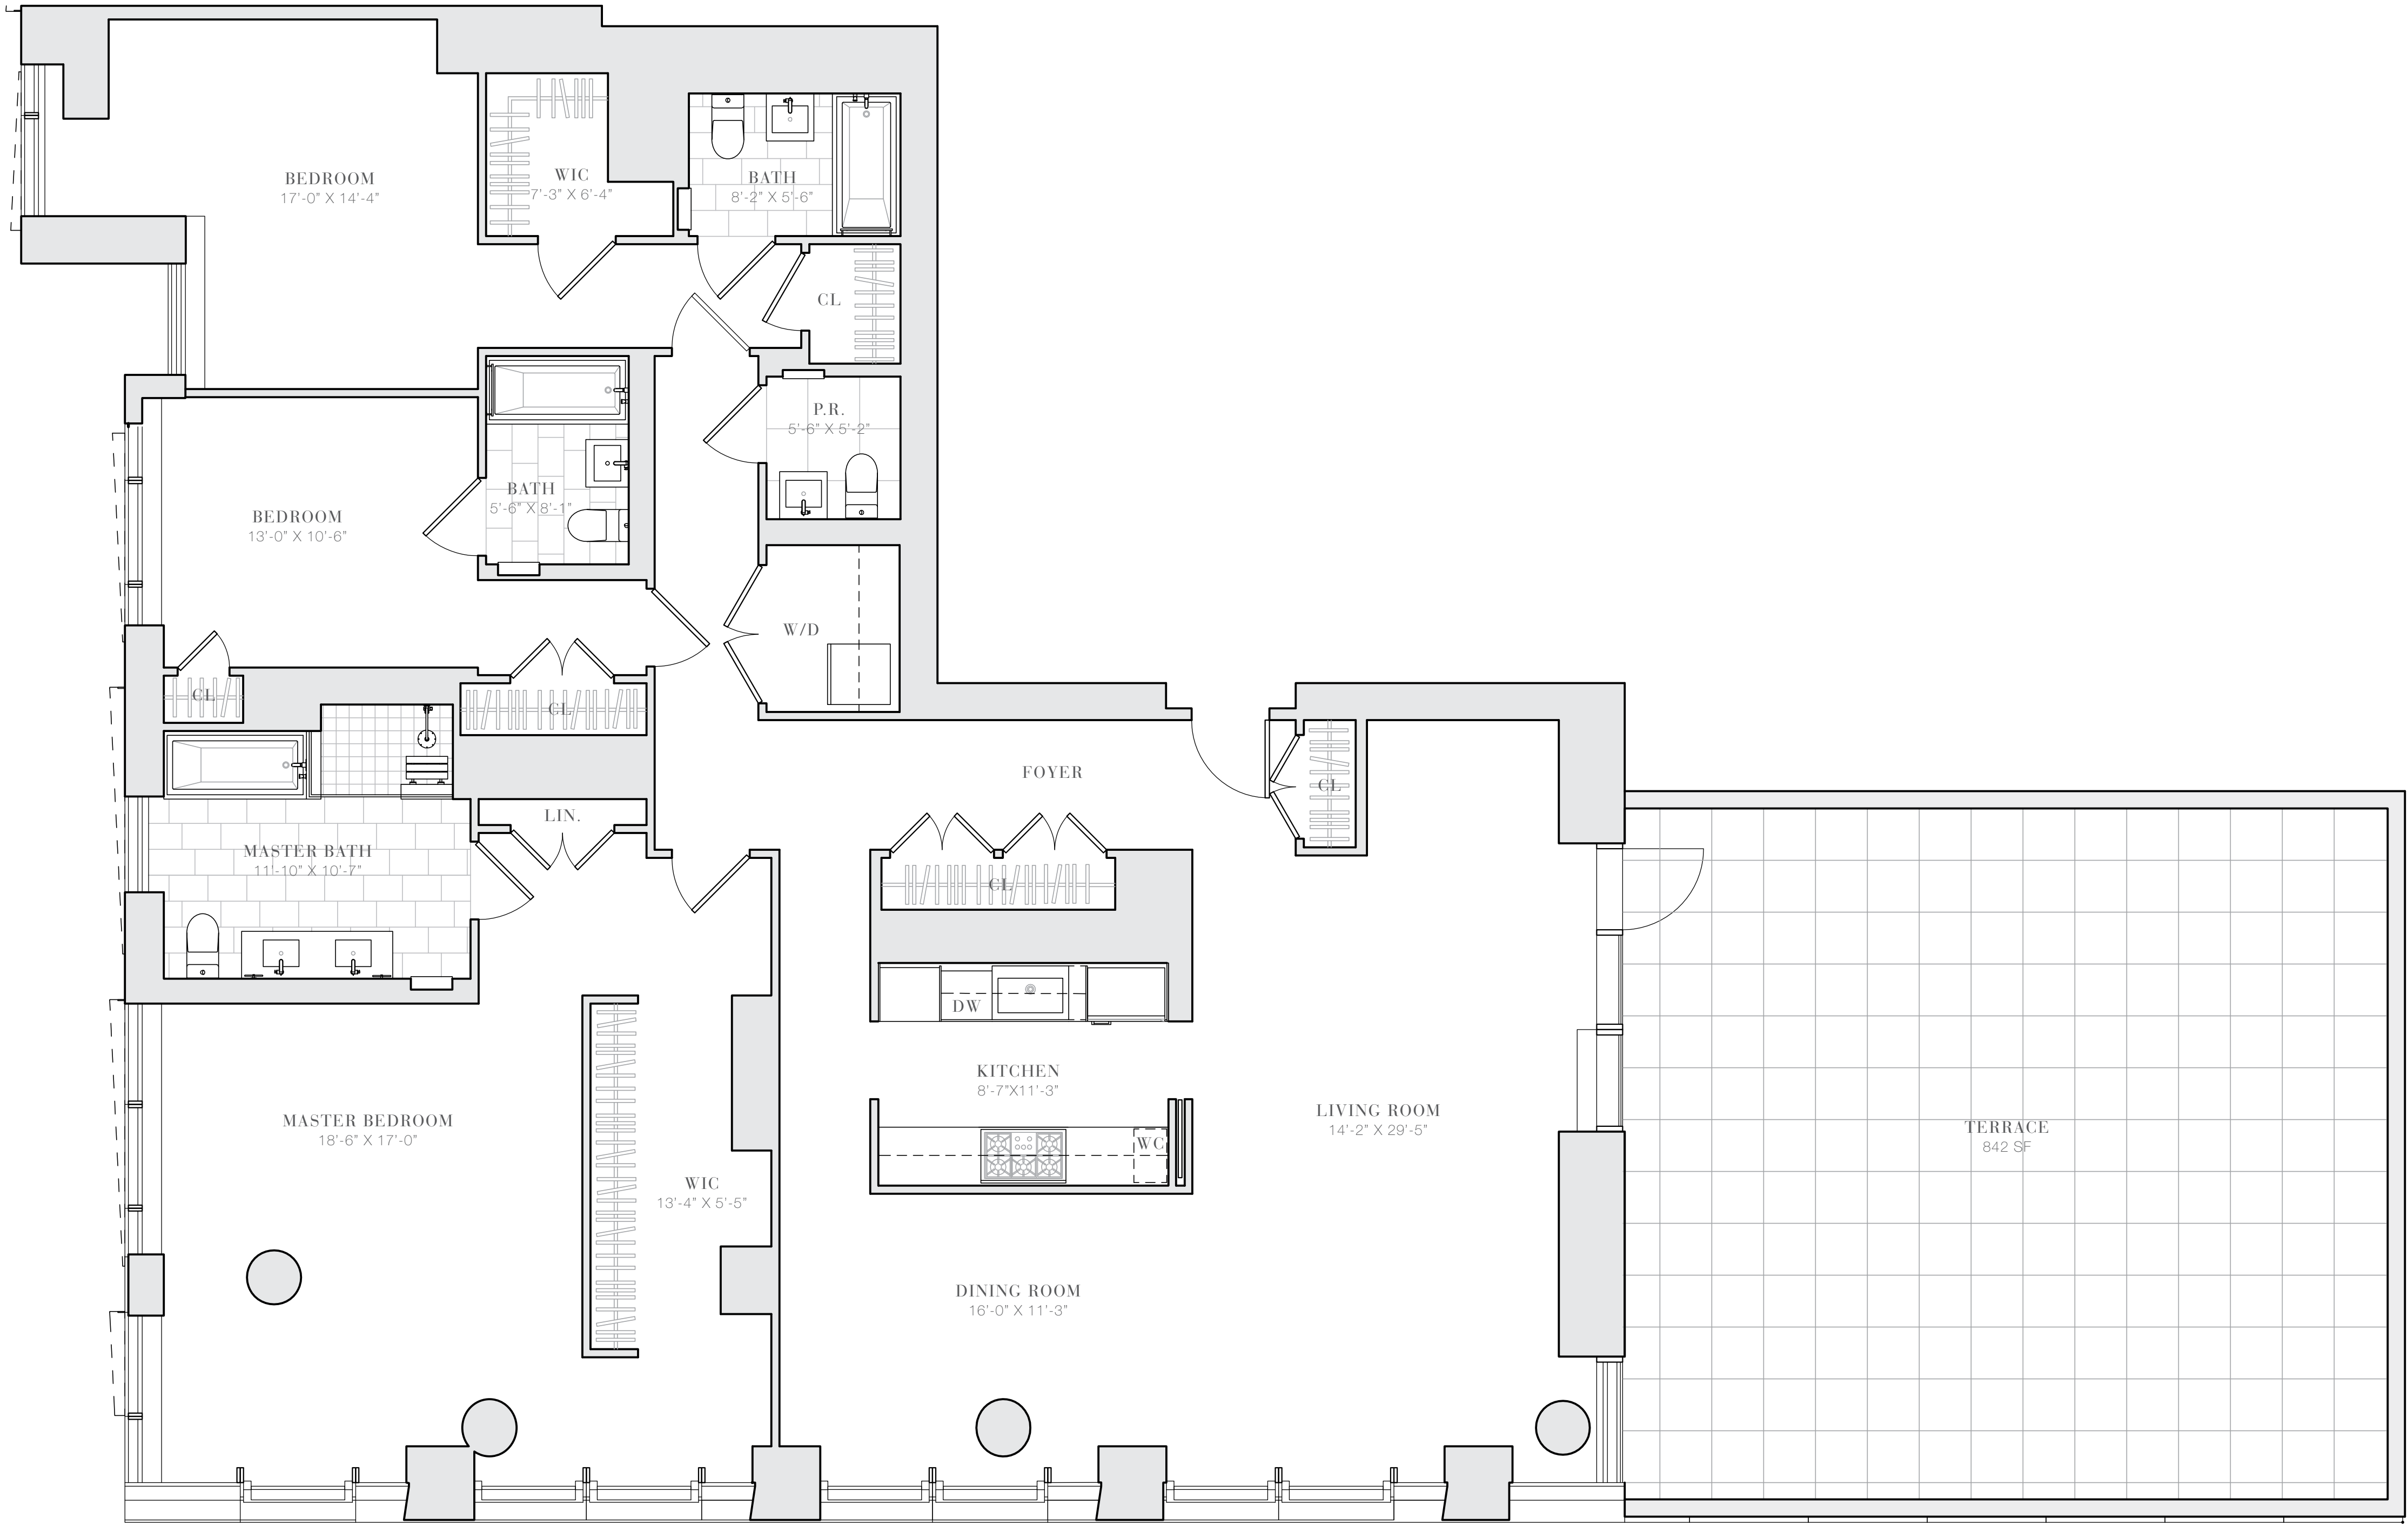 BEDROOM
17'-0" X 14'-4"
WIC
7'-3" X 6'-4"
BATH
8'-2" X 5'-6"
CL
P.R.
5'-6" X 5'-2"
BATH
5'-6" X 8'-1"
BEDROOM
13'-0" X 10'-6"
W/D
CL
CL
FOYER
CL
LIN.
MASTER BATH
11'-10" X 10'-7"
CL
DW
KITCHEN
8'-7"X11'-3"
WC
LIVING ROOM
14'-2" X 29'-5"
TERRACE
842 SF
MASTER BEDROOM
18'-6" X 17'-0"
WIC
13'-4" X 5'-5"
DINING ROOM
16'-0" X 11'-3"